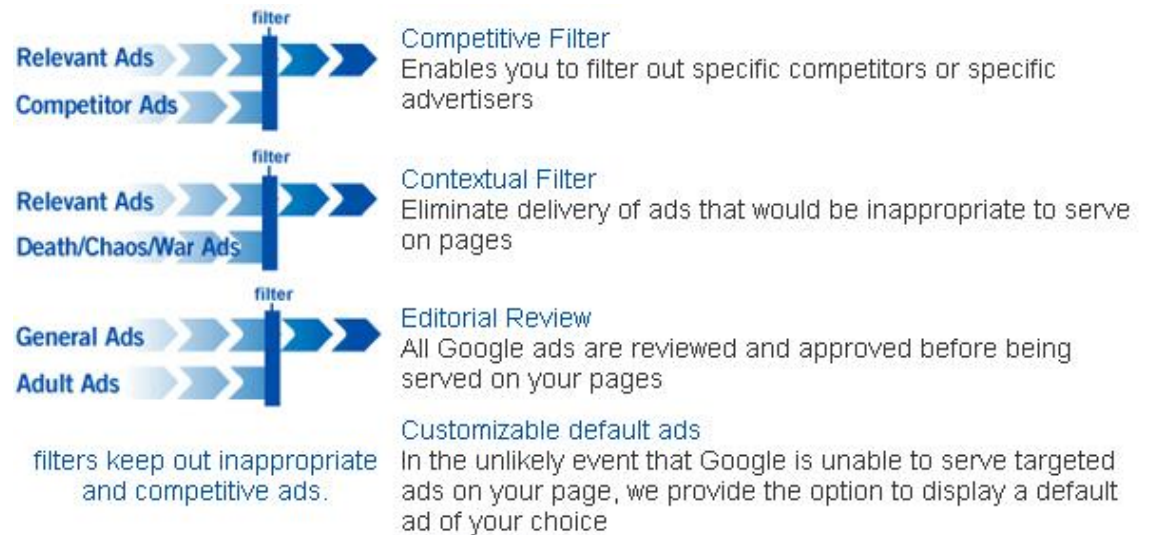 filter
Relevant Ads
Competitor Ads
Competitive Filter
Enables you to filter out specific competitors or specific
advertisers
filter
Relevant Ads
Death/Chaos/War Ads
Contextual Filter
Eliminate delivery of ads that would be inappropriate to serve
on pages
filter
General Ads
Adult Ads
Editorial Review
All Google ads are reviewed and approved before being
served on your pages
filters keep out inappropriate
and competitive ads.
Customizable default ads
In the unlikely event that Google is unable to serve targeted
ads on your page, we provide the option to display a default
ad of your choice